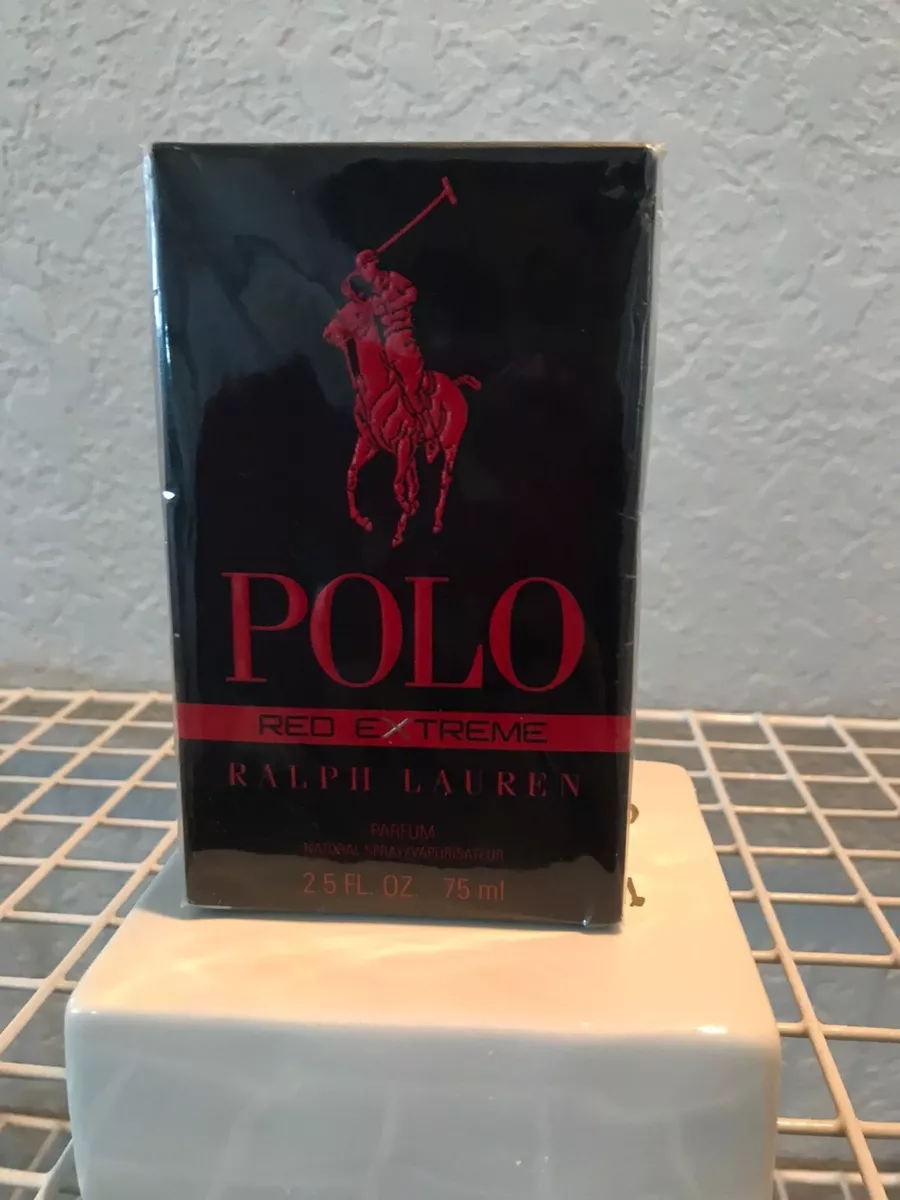 POLO
RED EXTREME
RALPH LAUREN
PARFUM
NATURAL SPRAY/VAPORISATEUR
2.5 FL. OZ. 75 ml